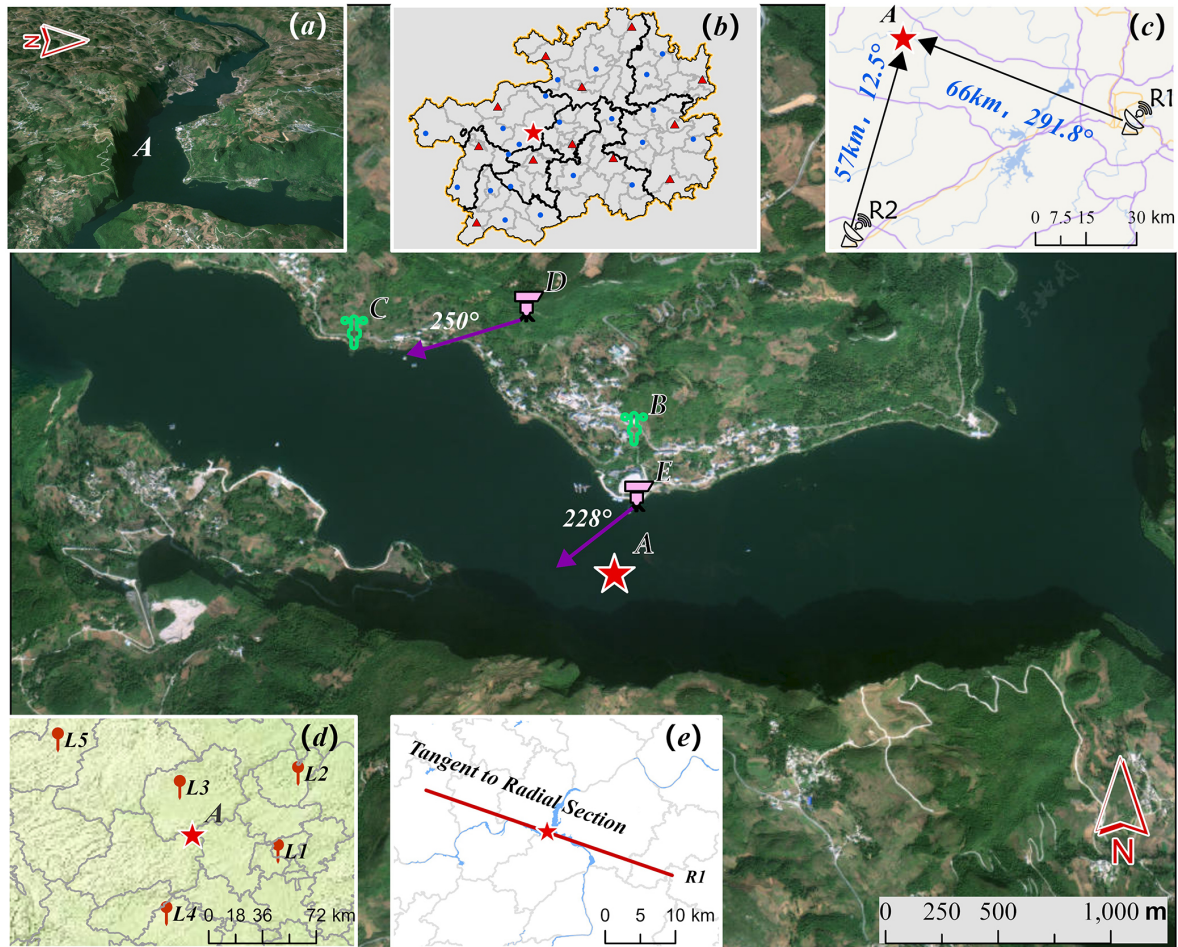 (a)
N
A
(b)
(c)
A
12.5°
57km,
66km, 291.8°
R1
R2
0 7.5 15 30 km
D
C
250°
B
E
228°
A
(d)
L5
L2
L3
A
L1
L4
0 18 36 72 km
(e)
Tangent to Radial Section
R1
0 5 10 km
N
0 250 500 1,000 m